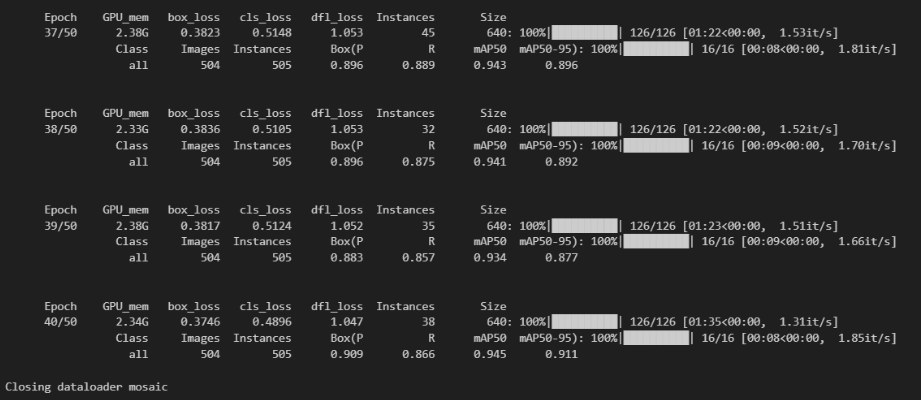 Epoch GPU_mem box_loss cls_loss dfl_loss Instances Size
37/50 2.38G 0.3823 0.5148 1.053 45 640: 100%|██████████| 126/126 [01:22<00:00, 1.53it/s]
Class Images Instances Box(P R mAP50 mAP50-95): 100%|██████████| 16/16 [00:08<00:00, 1.81it/s]
all 504 505 0.896 0.889 0.943 0.896
Epoch GPU_mem box_loss cls_loss dfl_loss Instances Size
38/50 2.33G 0.3836 0.5105 1.053 32 640: 100%|██████████| 126/126 [01:22<00:00, 1.52it/s]
Class Images Instances Box(P R mAP50 mAP50-95): 100%|██████████| 16/16 [00:09<00:00, 1.70it/s]
all 504 505 0.896 0.875 0.941 0.892
Epoch GPU_mem box_loss cls_loss dfl_loss Instances Size
39/50 2.38G 0.3817 0.5124 1.052 35 640: 100%|██████████| 126/126 [01:23<00:00, 1.51it/s]
Class Images Instances Box(P R mAP50 mAP50-95): 100%|██████████| 16/16 [00:09<00:00, 1.66it/s]
all 504 505 0.883 0.857 0.934 0.877
Epoch GPU_mem box_loss cls_loss dfl_loss Instances Size
40/50 2.34G 0.3746 0.4896 1.047 38 640: 100%|██████████| 126/126 [01:35<00:00, 1.31it/s]
Class Images Instances Box(P R mAP50 mAP50-95): 100%|██████████| 16/16 [00:08<00:00, 1.85it/s]
all 504 505 0.909 0.866 0.945 0.911
Closing dataloader mosaic